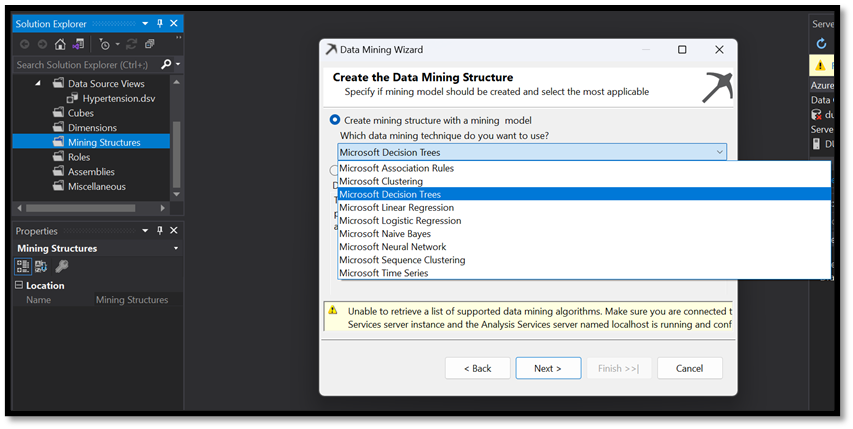 Solution Explorer
Search Solution Explorer (Ctrl+;)
Data Source Views
Hypertension.dsv
Cubes
Dimensions
Mining Structures
Roles
Assemblies
Miscellaneous
Properties
Mining Structures
Location
Name Mining Structures
Data Mining Wizard
Create the Data Mining Structure
Specify if mining model should be created and select the most applicable
Create mining structure with a mining model
Which data mining technique do you want to use?
Microsoft Decision Trees
Microsoft Association Rules
Microsoft Clustering
Microsoft Decision Trees
Microsoft Linear Regression
Microsoft Logistic Regression
Microsoft Naive Bayes
Microsoft Neural Network
Microsoft Sequence Clustering
Microsoft Time Series
Unable to retrieve a list of supported data mining algorithms. Make sure you are connected t
Services server instance and the Analysis Services server named localhost is running and conf
< Back
Next >
Finish >>|
Cancel
Serve
Azure
Data C
du
Server
DU